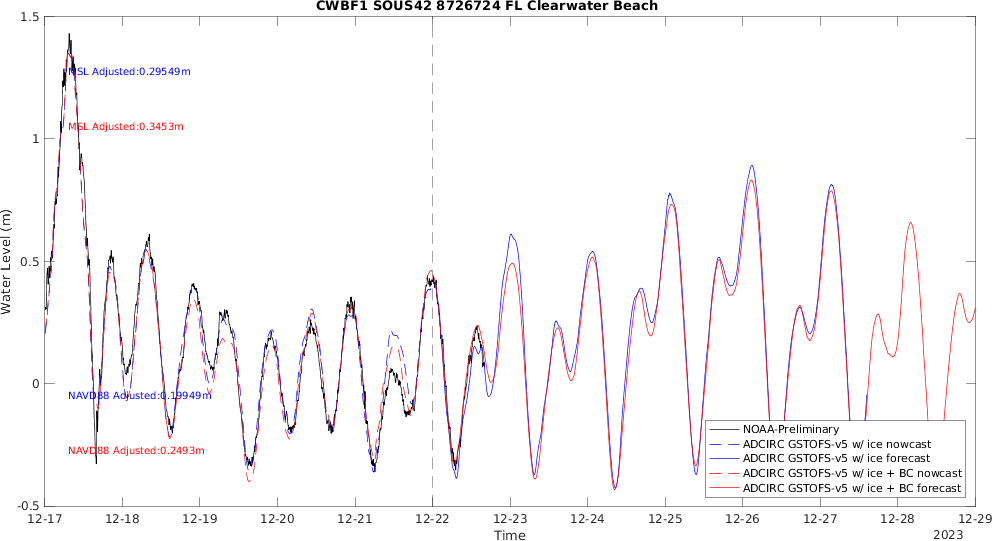 CWBF1 SOUS42 8726724 FL Clearwater Beach
1.5
1
0.5
0
-0.5
Water Level (m)
MSL Adjusted:0.29549m
MSL Adjusted:0.3453m
NAVD88 Adjusted:0.19949m
NAVD88 Adjusted:0.2493m
NOAA-Preliminary
ADCIRC GSTOFS-v5 w/ ice nowcast
ADCIRC GSTOFS-v5 w/ ice forecast
ADCIRC GSTOFS-v5 w/ ice + BC nowcast
ADCIRC GSTOFS-v5 w/ ice + BC forecast
12-17 12-18 12-19 12-20 12-21 12-22 12-23 12-24 12-25 12-26 12-27 12-28 12-29
Time
2023